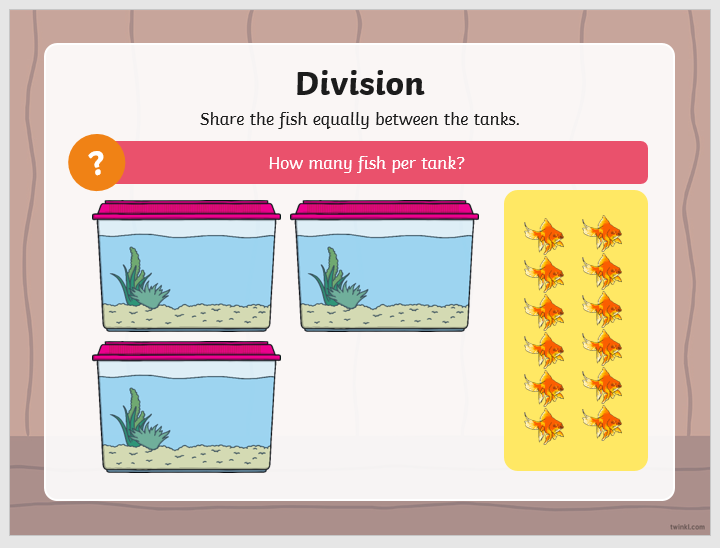 Division
Share the fish equally between the tanks.
?
How many fish per tank?
twinkl.com